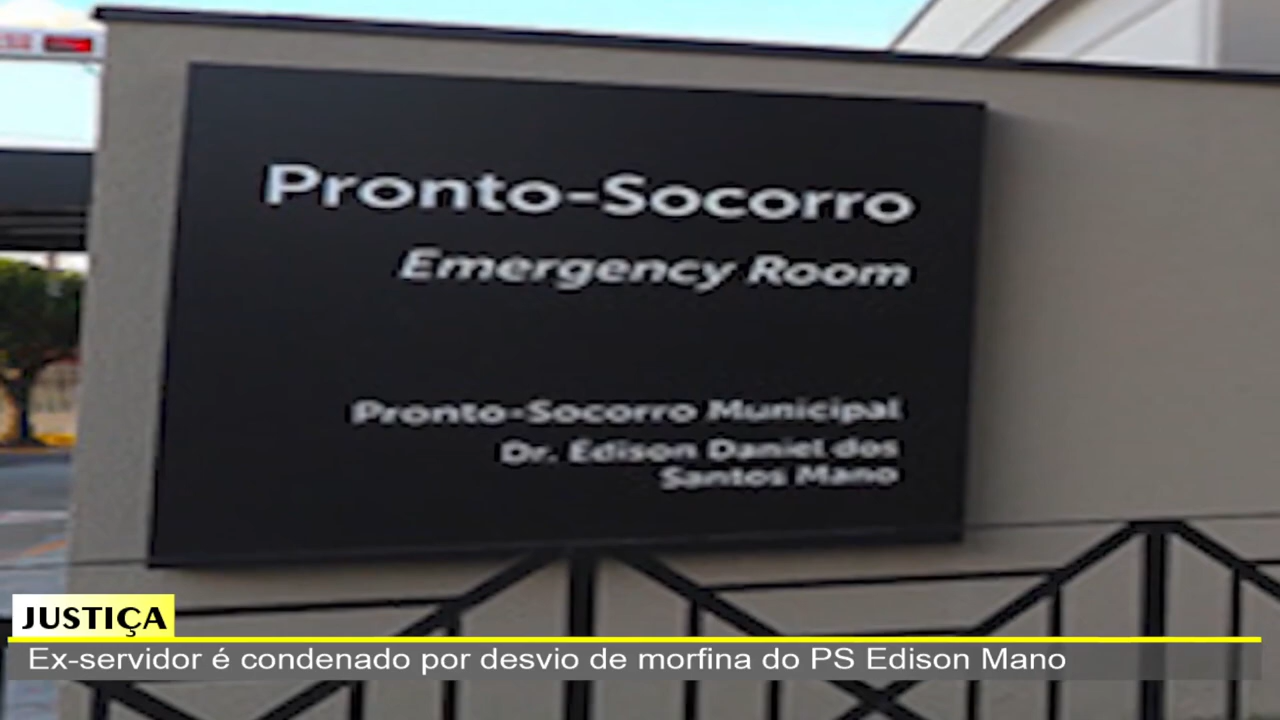 Pronto-Socorro
Emergency Room
Pronto-Socorro Municipal
Dr. Edison Daniel dos
Santos Mano
JUSTIÇA
Ex-servidor é condenado por desvio de morfina do PS Edison Mano